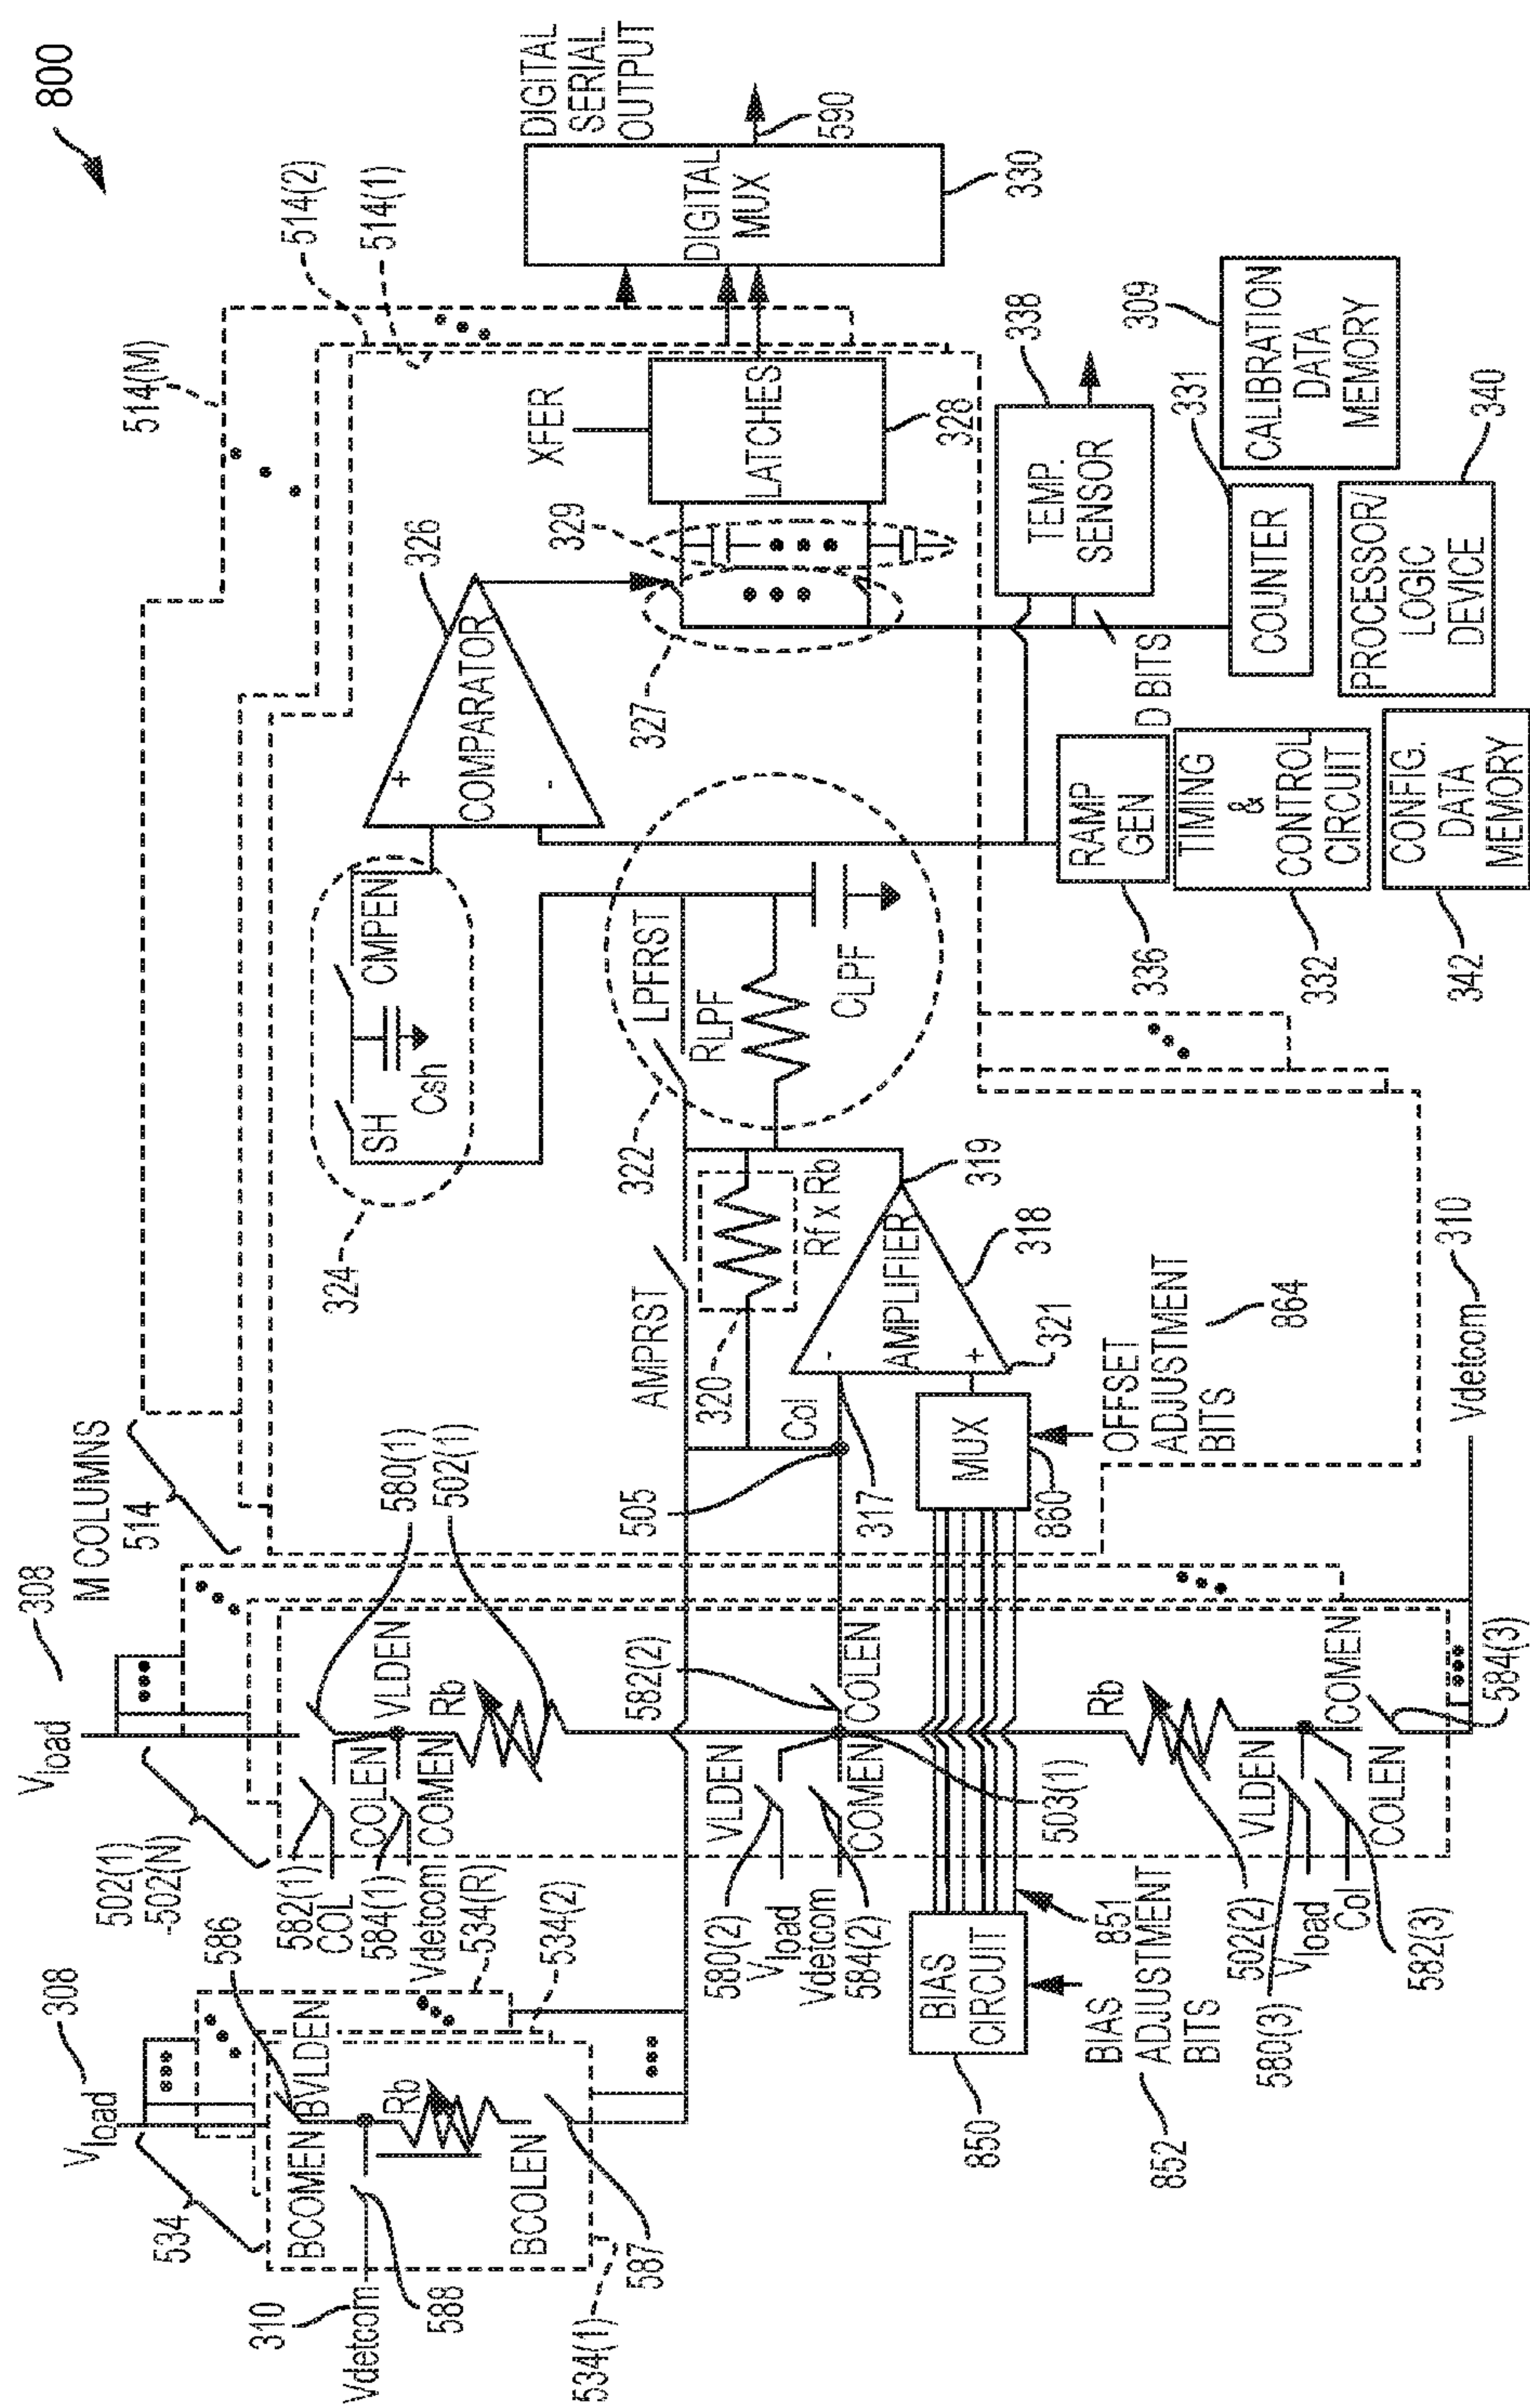 800
DIGITAL
SERIAL
OUTPUT
590
DIGITAL
MUX
330
514(2)
514(1)
514(M)
XFER
LATCHES
328
329
327
326
COMPARATOR
+
-
338
TEMP.
SENSOR
309
CALIBRATION
DATA
MEMORY
331
COUNTER
340
PROCESSOR/
LOGIC
DEVICE
D BITS
RAMP
GEN
336
TIMING
&
CONTROL
CIRCUIT
332
CONFIG.
DATA
MEMORY
342
CMPEN
SH
Csh
324
LPFRST
RLPF
CLPF
322
AMPRST
320
Rf x Rb
AMPLIFIER
-
+
319
318
321
317
Col
505
MUX
860
OFFSET
ADJUSTMENT
BITS
864
Vdetcom
310
M COLUMNS
514
308
Vload
502(1)
-502(N)
580(1)
502(1)
VLDEN
Rb
COLEN
COMEN
582(1)
COL
584(1)
Vdetcom
582(2)
COLEN
VLDEN
COMEN
503(1)
580(2)
Vload
Vdetcom
584(2)
Rb
COMEN
584(3)
VLDEN
COLEN
502(2)
Vload
Col
580(3)
582(3)
BIAS
CIRCUIT
850
851
BIAS
ADJUSTMENT
BITS
852
308
Vload
534
586
534(R)
534(2)
BVLDEN
BCOMEN
Rb
BCOLEN
587
534(1)
310
Vdetcom
588